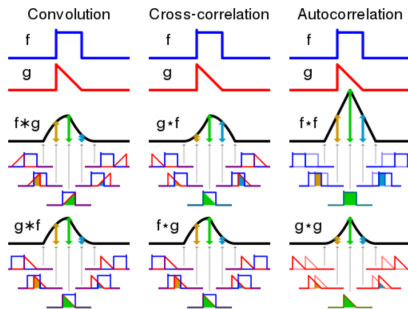 Convolution Cross-correlation Autocorrelation
f f f
g g g
f∗g g⋆f f⋆f
g∗f f⋆g g⋆g